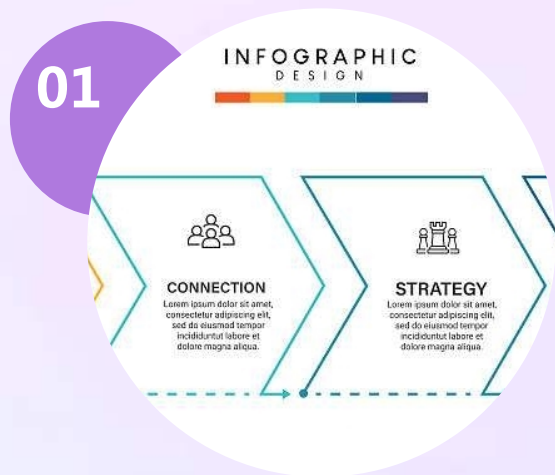 01
INFOGRAPHIC
DESIGN
CONNECTION
Lorem ipsum dolor sit amet,
consectetur adipiscing elit,
sed do eiusmod tempor
incididuntut labore et
dolore magna aliqua.
STRATEGY
Lorem ipsum dolor sit amet,
consectetur adipiscing elit,
sed do eiusmod tempor
incididuntut labore et
dolore magna aliqua.